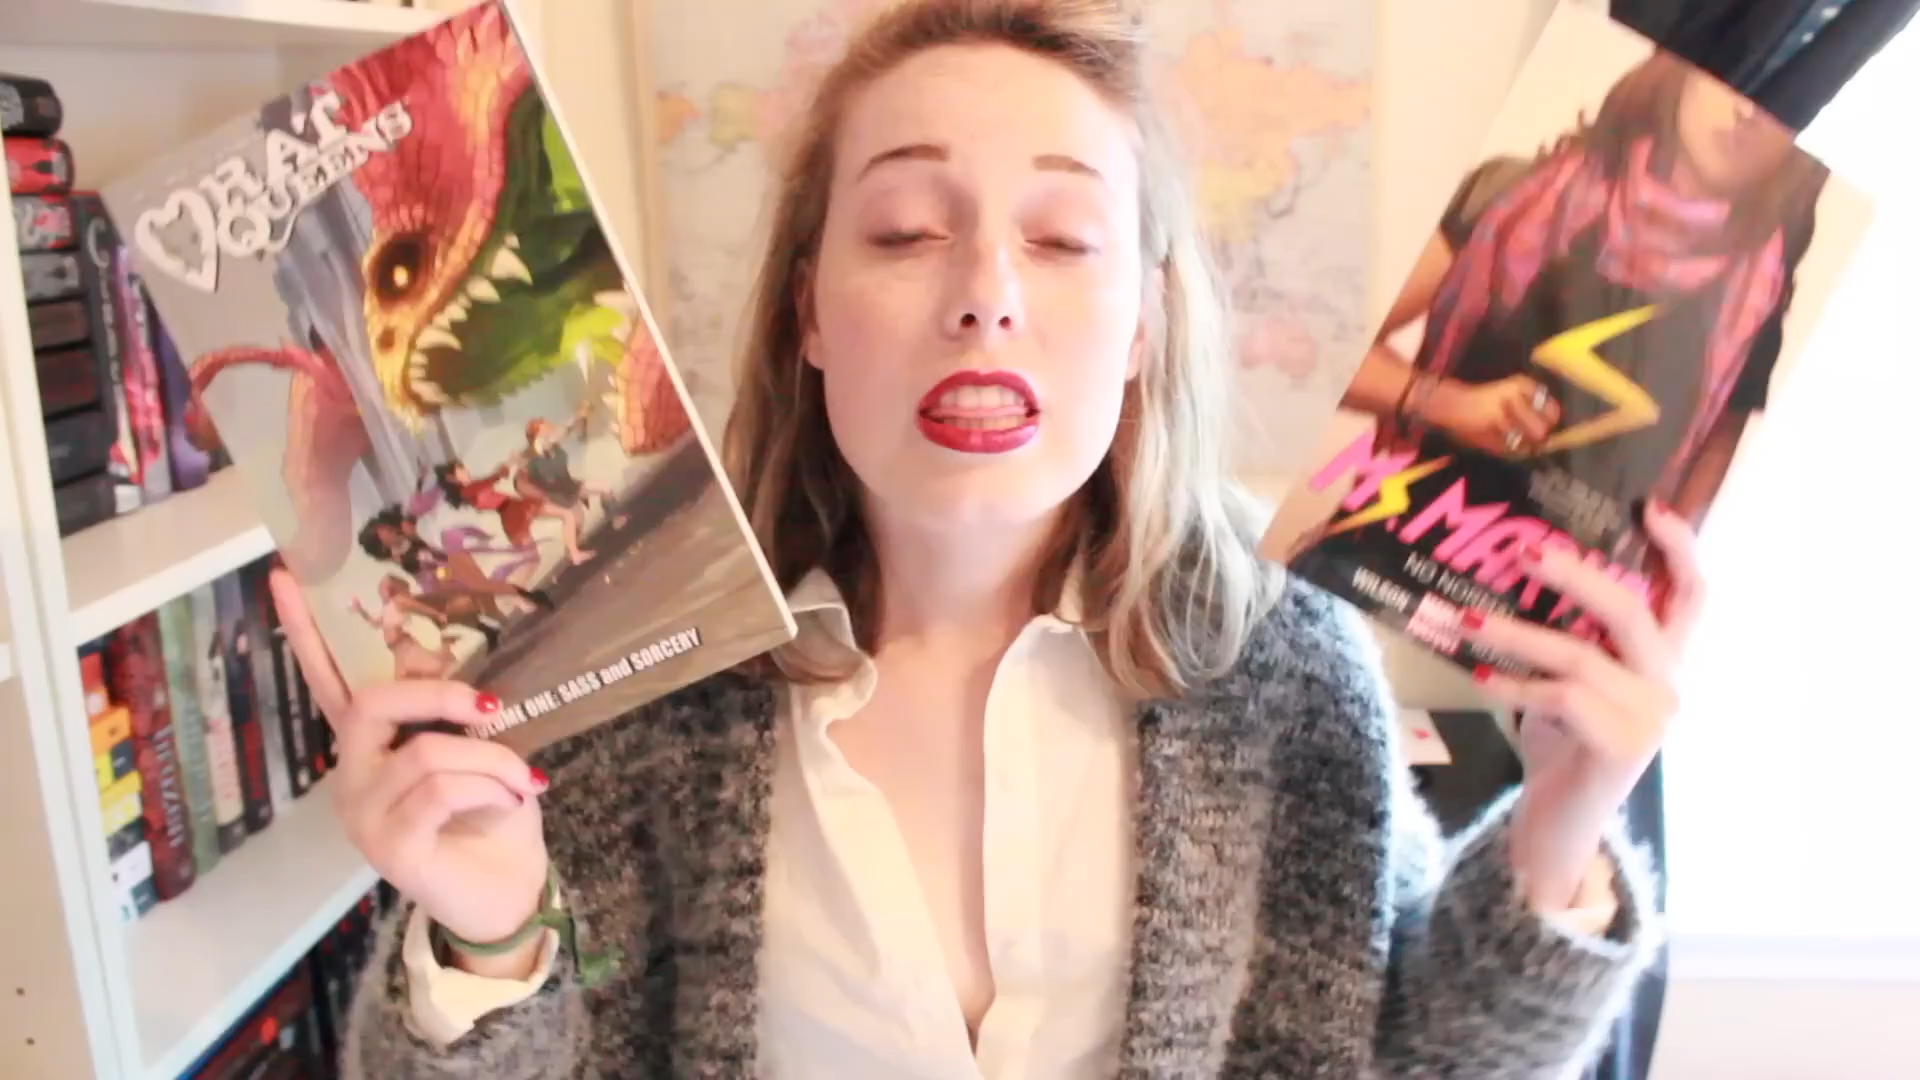 RAT
QUEENS
VOLUME ONE: SASS and SORCERY
Ms. MARVEL
NO NORMAL
WILSON